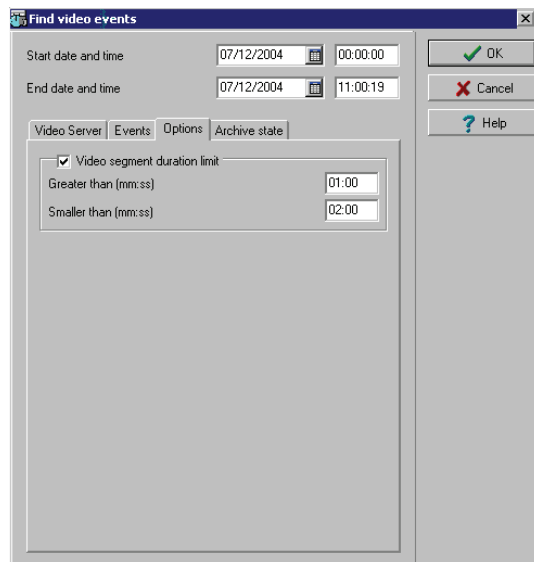 Find video events
Start date and time 07/12/2004 00:00:00
OK
End date and time 07/12/2004 11:00:19
Cancel
Help
Video Server Events Options Archive state
Video segment duration limit
Greater than (mm:ss) 01:00
Smaller than (mm:ss) 02:00